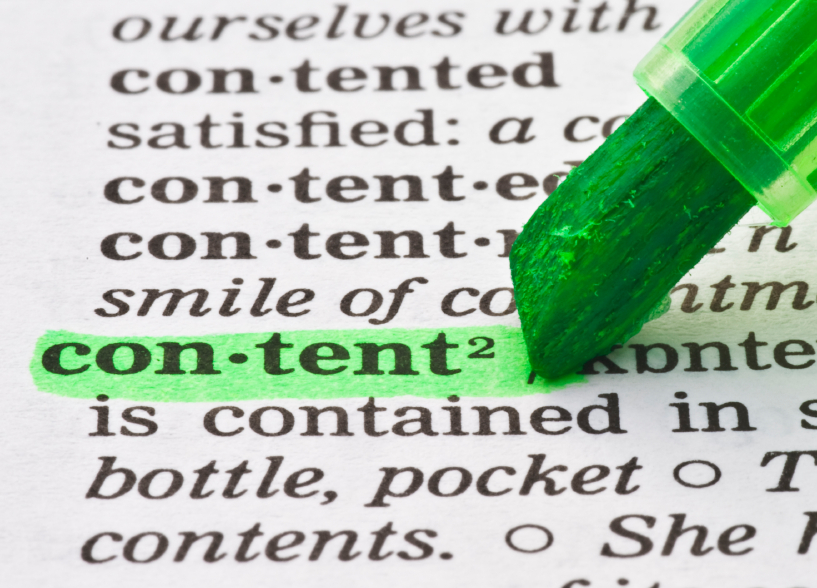 ourselves with
con·tented
satisfied: a
con·tent·
con·tent·
smile of
con·tent²
is contained in
bottle, pocket ○
contents. ○ She